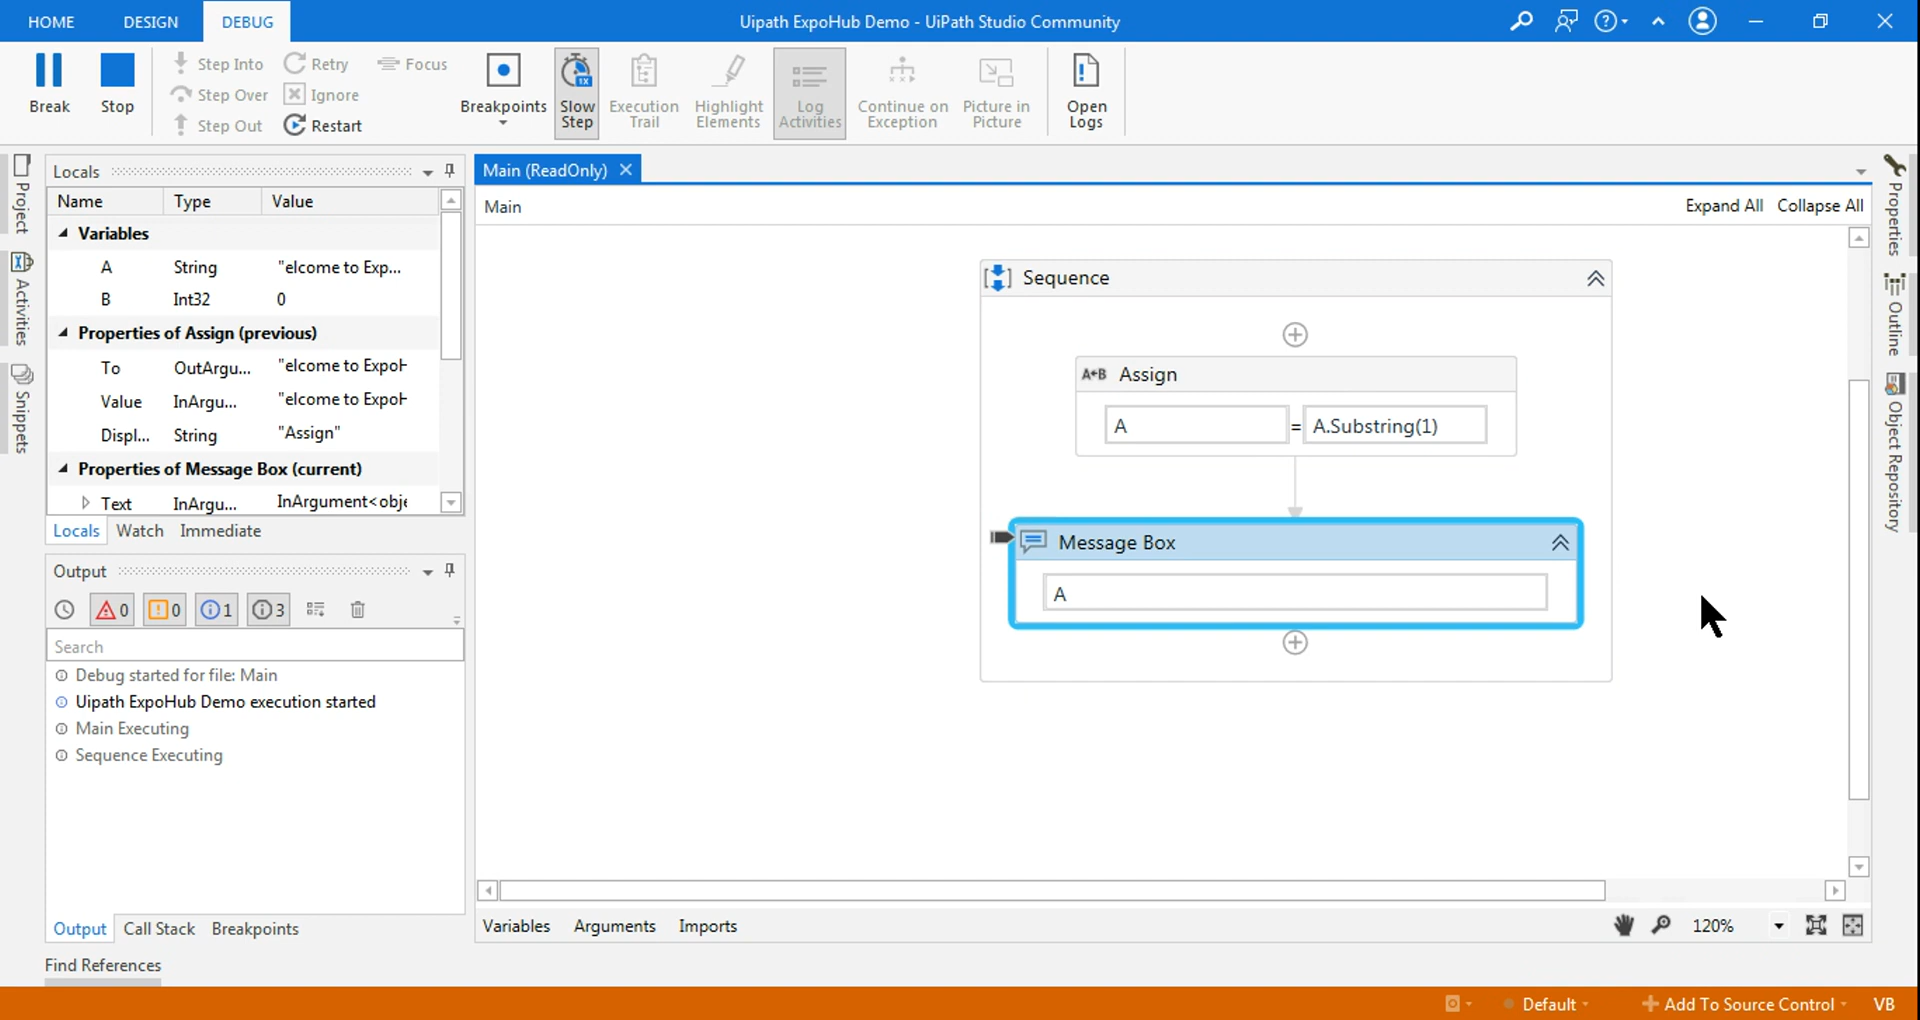 HOME DESIGN DEBUG Uipath ExpoHub Demo - UiPath Studio Community
Break
Stop
Step Into
Step Over
Step Out
Retry
Ignore
Restart
Focus
Breakpoints
Slow
Step
1X
Execution
Trail
Highlight
Elements
Log
Activities
Continue on
Exception
Picture in
Picture
Open
Logs
Project
Activities
Snippets
Locals
Name Type Value
Variables
A String "elcome to Exp...
B Int32 0
Properties of Assign (previous)
To OutArgu... "elcome to ExpoH
Value InArgu... "elcome to ExpoH
Displ... String "Assign"
Properties of Message Box (current)
Text InArgu... InArgument<obje
Locals Watch Immediate
Output
0 0 1 3
Search
Debug started for file: Main
Uipath ExpoHub Demo execution started
Main Executing
Sequence Executing
Output Call Stack Breakpoints
Find References
Main (ReadOnly)
Main Expand All Collapse All
Sequence
A+B Assign
A = A.Substring(1)
Message Box
A
Variables Arguments Imports 120%
Properties
Outline
Object Repository
Default Add To Source Control VB